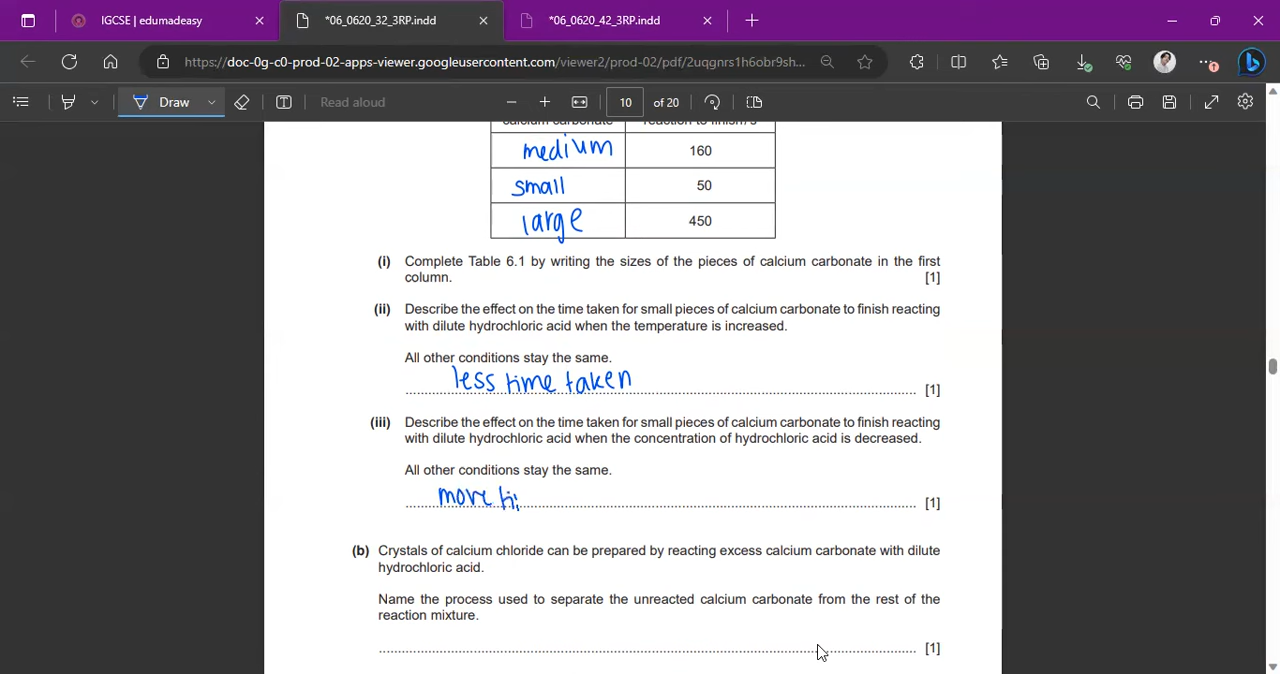 IGCSE | edumadeasy
*06_0620_32_3RP.indd
*06_0620_42_3RP.indd
https://doc-0g-c0-prod-02-apps-viewer.googleusercontent.com/viewer2/prod-02/pdf/2uqgnrs1h6obr9sh...
Draw
Read aloud
10 of 20
calcium carbonate reaction to finish/s
medium 160
small 50
large 450
(i) Complete Table 6.1 by writing the sizes of the pieces of calcium carbonate in the first
column. [1]
(ii) Describe the effect on the time taken for small pieces of calcium carbonate to finish reacting
with dilute hydrochloric acid when the temperature is increased.
All other conditions stay the same.
less time taken
[1]
(iii) Describe the effect on the time taken for small pieces of calcium carbonate to finish reacting
with dilute hydrochloric acid when the concentration of hydrochloric acid is decreased.
All other conditions stay the same.
more ti
[1]
(b) Crystals of calcium chloride can be prepared by reacting excess calcium carbonate with dilute
hydrochloric acid.
Name the process used to separate the unreacted calcium carbonate from the rest of the
reaction mixture.
[1]